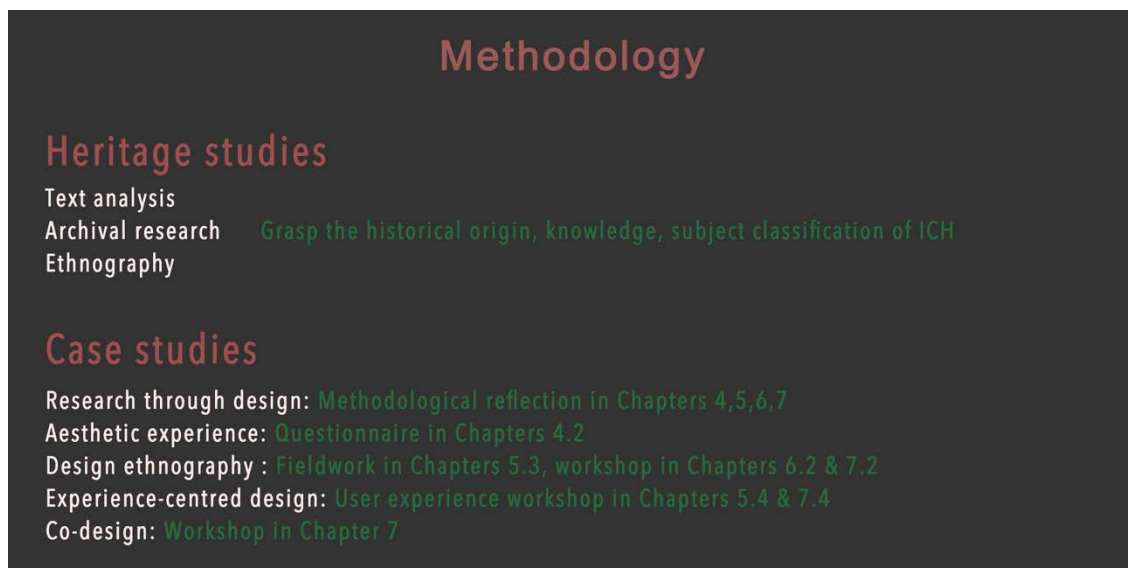 Methodology
Heritage studies
Text analysis
Archival research Grasp the historical origin, knowledge, subject classification of ICH
Ethnography
Case studies
Research through design: Methodological reflection in Chapters 4,5,6,7
Aesthetic experience: Questionnaire in Chapters 4.2
Design ethnography : Fieldwork in Chapters 5.3, workshop in Chapters 6.2 & 7.2
Experience-centred design: User experience workshop in Chapters 5.4 & 7.4
Co-design: Workshop in Chapter 7